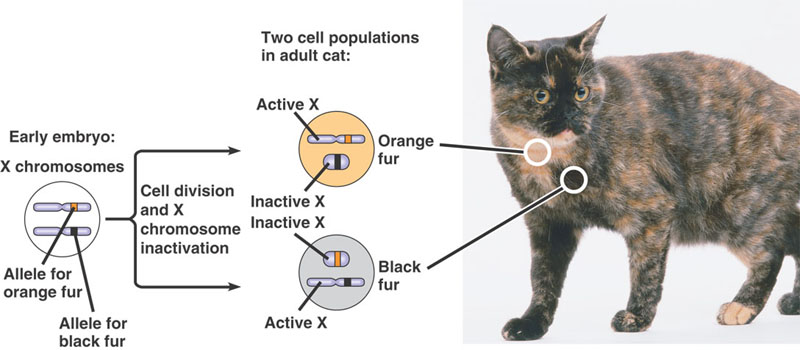 Two cell populations
in adult cat:
Early embryo:
X chromosomes
Allele for
orange fur
Allele for
black fur
Cell division
and X
chromosome
inactivation
Active X
Inactive X
Orange
fur
Inactive X
Active X
Black
fur